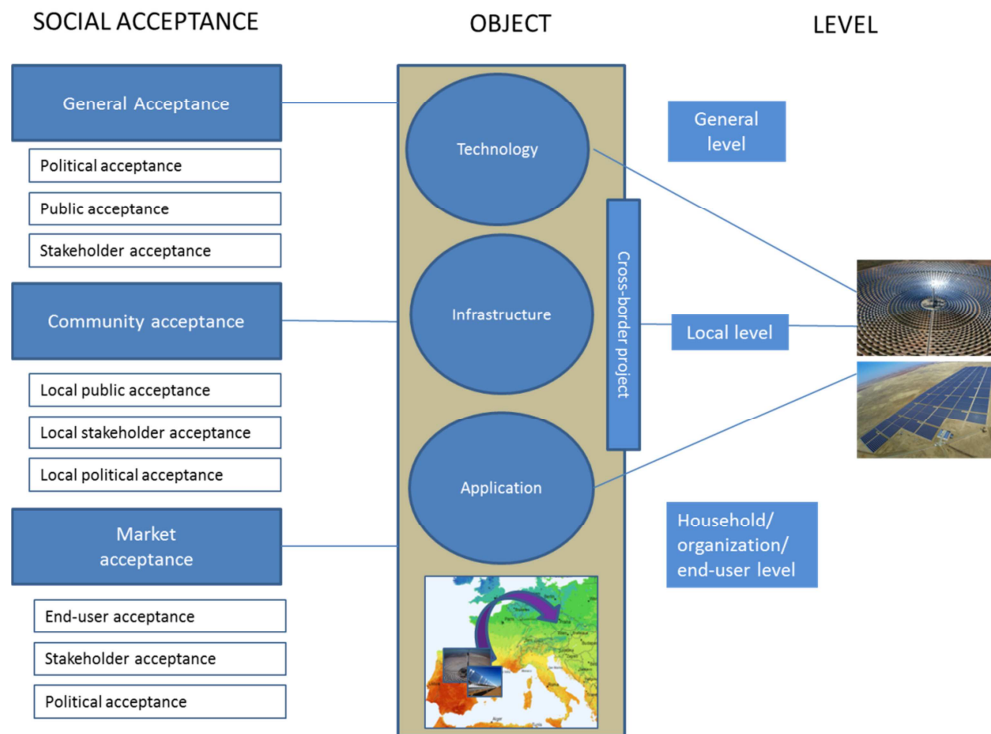 SOCIAL ACCEPTANCE
OBJECT
LEVEL
General Acceptance
Political acceptance
Public acceptance
Stakeholder acceptance
Community acceptance
Local public acceptance
Local stakeholder acceptance
Local political acceptance
Market
acceptance
End-user acceptance
Stakeholder acceptance
Political acceptance
Technology
Infrastructure
Application
Cross-border project
General
level
Local level
Household/
organization/
end-user level